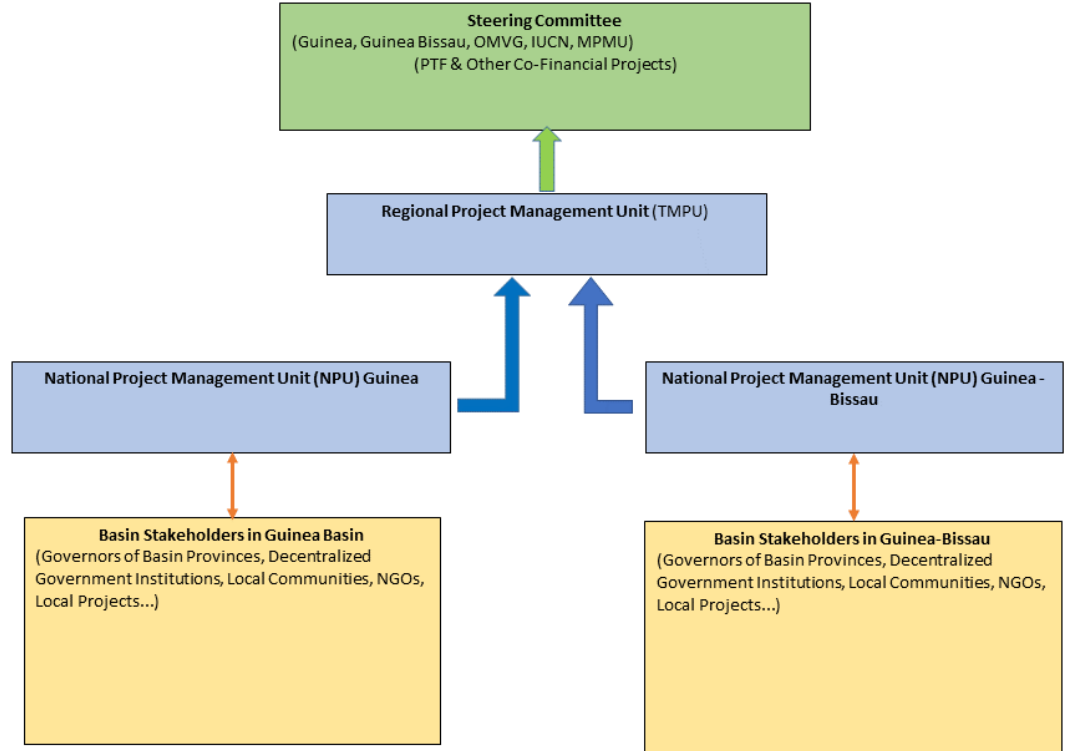 Steering Committee
(Guinea, Guinea Bissau, OMVG, IUCN, MPMU)
(PTF & Other Co-Financial Projects)
Regional Project Management Unit (TMPU)
National Project Management Unit (NPU) Guinea
National Project Management Unit (NPU) Guinea -
Bissau
Basin Stakeholders in Guinea Basin
(Governors of Basin Provinces, Decentralized
Government Institutions, Local Communities, NGOs,
Local Projects...)
Basin Stakeholders in Guinea-Bissau
(Governors of Basin Provinces, Decentralized
Government Institutions, Local Communities, NGOs,
Local Projects...)